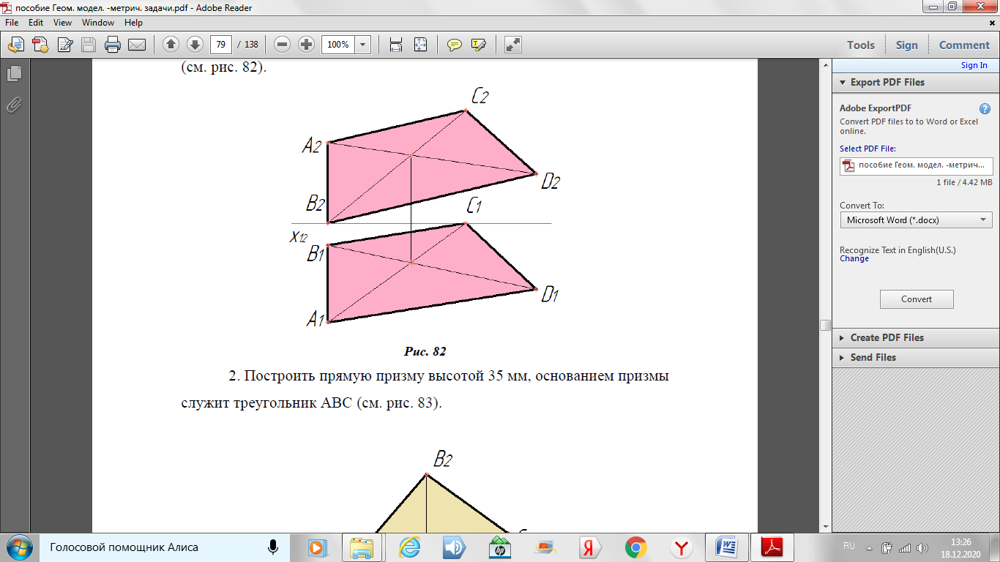 пособие Геом. модел. -метрич. задачи.pdf - Adobe Reader
File Edit View Window Help
79 / 138 100% Tools Sign Comment
(см. рис. 82).
C2
A2
D2
B2
C1
X12
B1
D1
A1
Рис. 82
2. Построить прямую призму высотой 35 мм, основанием призмы
служит треугольник АВС (см. рис. 83).
B2
Sign In
Export PDF Files
Adobe ExportPDF
Convert PDF files to to Word or Excel
online.
Select PDF File:
пособие Геом. модел. -метрич...
1 file / 4.42 MB
Convert To:
Microsoft Word (*.docx)
Recognize Text in English(U.S.)
Change
Convert
Create PDF Files
Send Files
Голосовой помощник Алиса
RU
13:26
18.12.2020